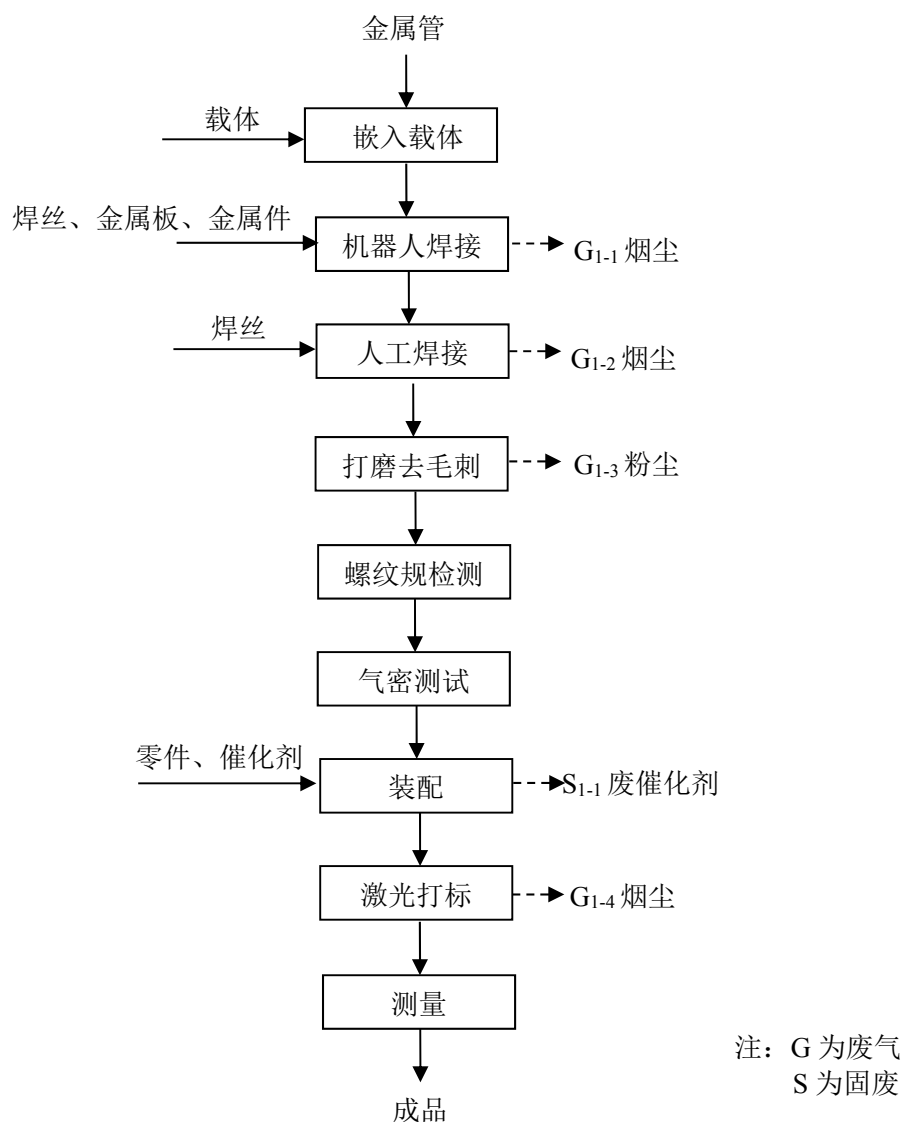 金属管
载体
嵌入载体
焊丝、金属板、金属件
机器人焊接
G1-1 烟尘
焊丝
人工焊接
G1-2 烟尘
打磨去毛刺
G1-3 粉尘
螺纹规检测
气密测试
零件、催化剂
装配
S1-1 废催化剂
激光打标
G1-4 烟尘
测量
成品
注：G 为废气
S 为固废